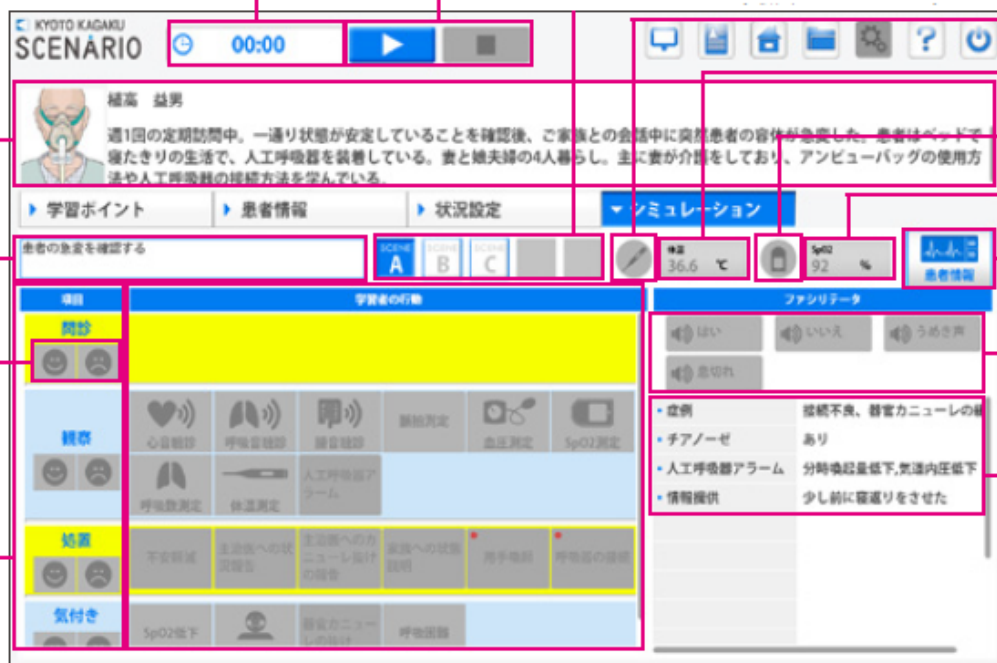 KYOTO KAGAKU
SCENARIO
00:00
植高 益男
週1回の定期訪問中。一通り状態が安定していることを確認後、ご家族との会話中に突然患者の容体が急変した。患者はベッドで
寝たきりの生活で、人工呼吸器を装着している。妻と娘夫婦の4人暮らし。主に妻が介護をしており、アンビューバッグの使用方
法や人工呼吸器の接続方法を学んでいる。
学習ポイント
患者情報
状況設定
シミュレーション
患者の急変を確認する
SCENE A
SCENE B
SCENE C
体温
36.6 ℃
SpO2
92 %
患者情報
項目
学習者の行動
ファシリテータ
問診
はい
いいえ
うめき声
息切れ
観察
心音聴診
呼吸音聴診
腸音聴診
脈拍測定
血圧測定
SpO2測定
呼吸数測定
体温測定
人工呼吸器ア
ラーム
・症例 接続不良、器官カニューレの
・チアノーゼ あり
・人工呼吸器アラーム 分時喚起量低下,気道内圧低下
・情報提供 少し前に寝返りをさせた
処置
不安軽減
主治医への状
況報告
主治医へのカ
ニューレ抜け
の報告
家族への状態
説明
用手呼吸
呼吸器の接続
気付き
SpO2低下
器官カニュー
レの抜け
呼吸困難